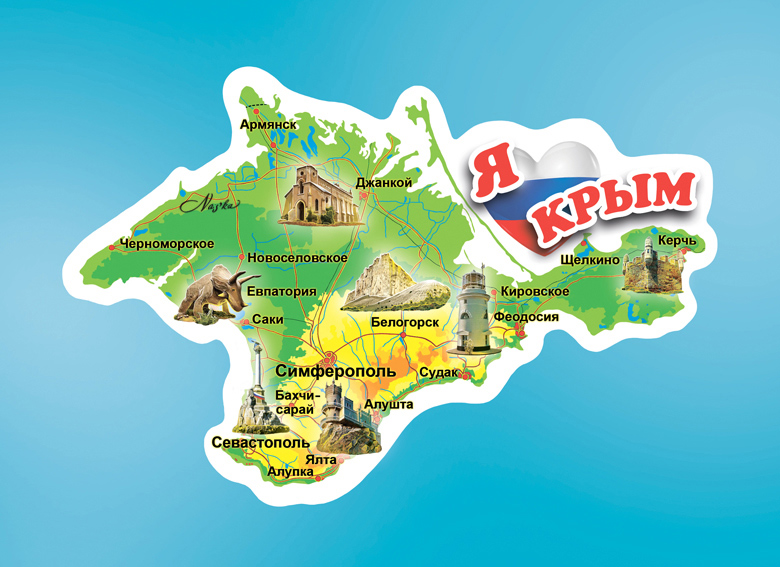 Армянск
Джанкой
Я
КРЫМ
Naska
Черноморское
Новоселовское
Щелкино
Керчь
Евпатория
Кировское
Саки
Белогорск
Феодосия
Симферополь
Судак
Бахчи-
сарай
Алушта
Севастополь
Ялта
Алупка